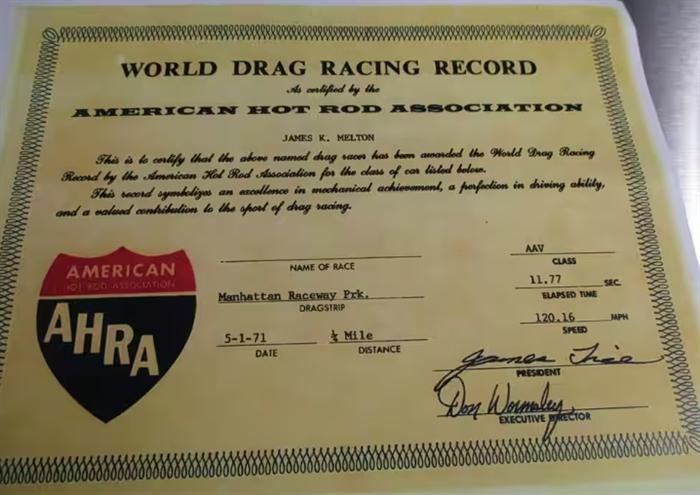 WORLD DRAG RACING RECORD
As certified by the
AMERICAN HOT ROD ASSOCIATION
JAMES K. MELTON
This is to certify that the above named drag racer has been awarded the World Drag Racing
Record by the American Hot Rod Association for the class of car listed below.
This record symbolizes an excellence in mechanical achievement, a perfection in driving ability,
and a valued contribution to the sport of drag racing.
AMERICAN
HOT ROD ASSOCIATION
AHRA
NAME OF RACE
Manhattan Raceway Prk.
DRAGSTRIP
5-1-71
DATE
¼ Mile
DISTANCE
AAV
CLASS
11.77 SEC.
ELAPSED TIME
120.16 MPH
SPEED
James Tice
PRESIDENT
Don Wormsley
EXECUTIVE DIRECTOR